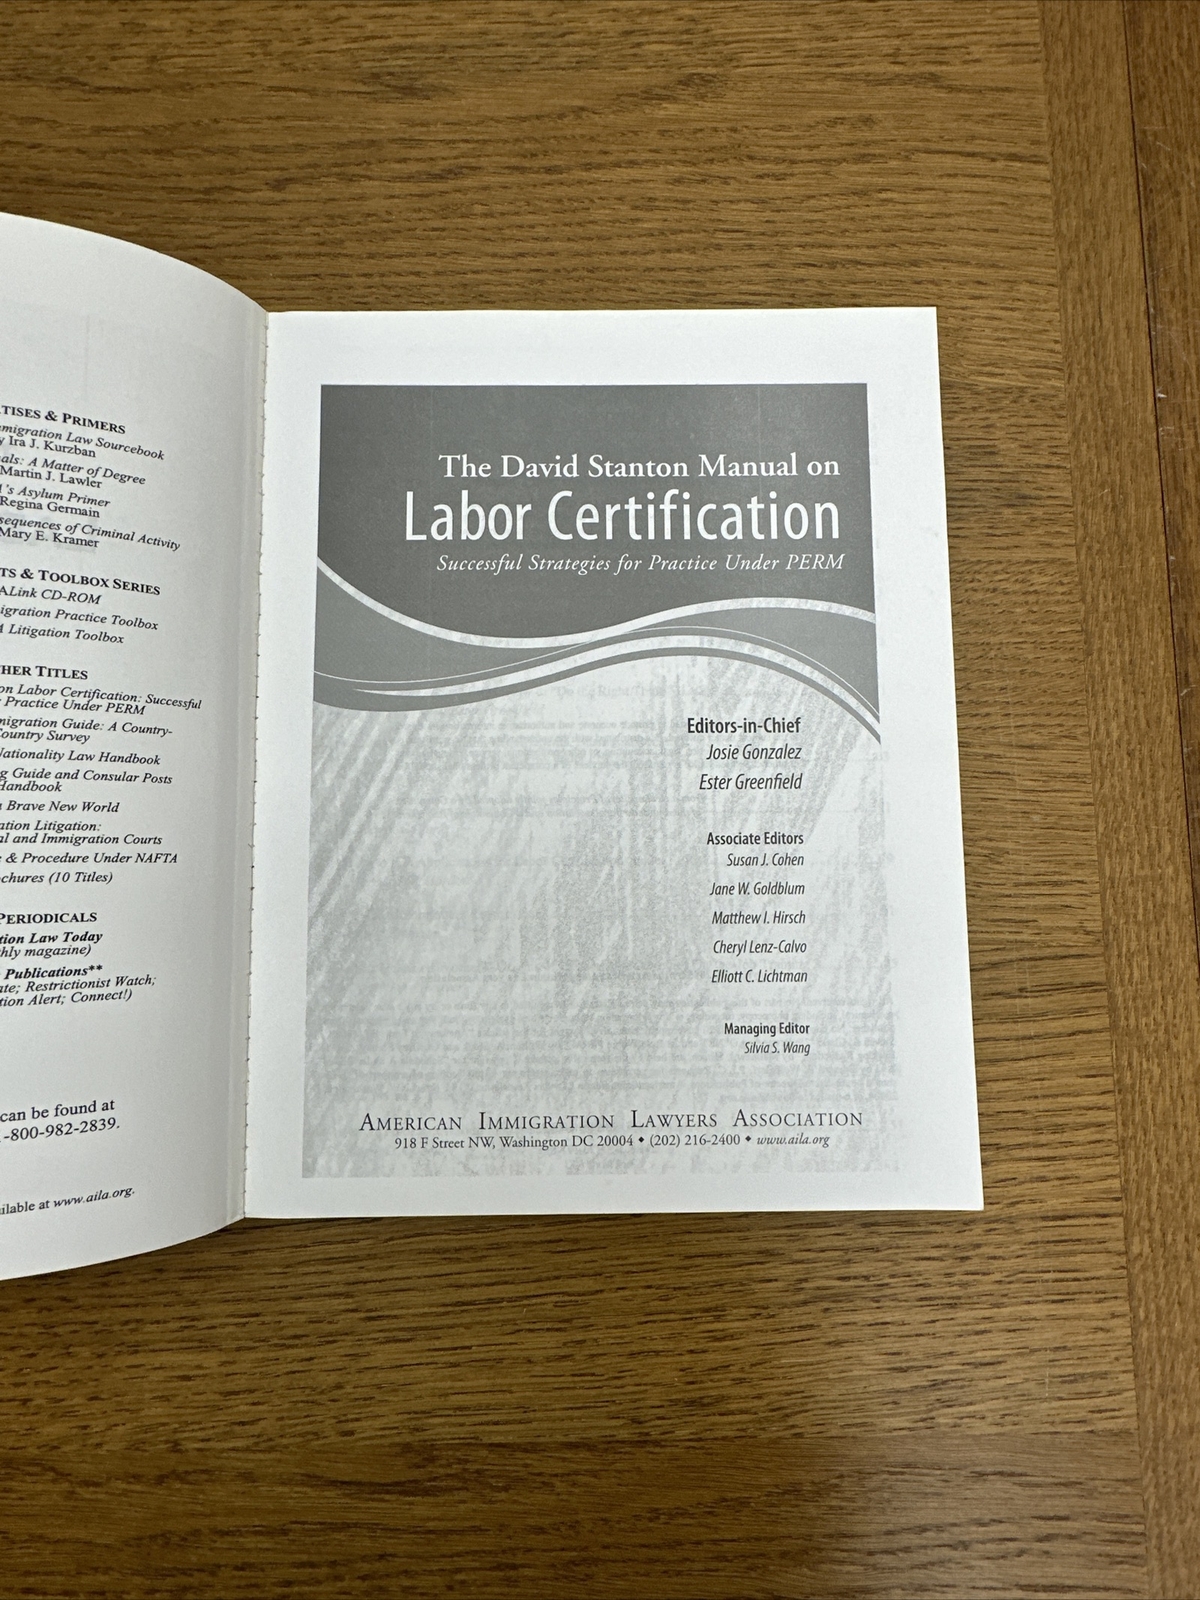 TISES & PRIMERS
migration Law Sourcebook
y Ira J. Kurzban
als: A Matter of Degree
Martin J. Lawler
's Asylum Primer
Regina Germain
sequences of Criminal Activity
Mary E. Kramer
TS & TOOLBOX SERIES
ALink CD-ROM
igration Practice Toolbox
Litigation Toolbox
HER TITLES
on Labor Certification: Successful
Practice Under PERM
migration Guide: A Country-
Country Survey
Nationality Law Handbook
g Guide and Consular Posts
Handbook
Brave New World
ation Litigation:
al and Immigration Courts
& Procedure Under NAFTA
chures (10 Titles)
PERIODICALS
tion Law Today
hly magazine)
Publications**
ate; Restrictionist Watch;
tion Alert; Connect!)
can be found at
-800-982-2839.
ilable at www.aila.org.
The David Stanton Manual on
Labor Certification
Successful Strategies for Practice Under PERM
Editors-in-Chief
Josie Gonzalez
Ester Greenfield
Associate Editors
Susan J. Cohen
Jane W. Goldblum
Matthew I. Hirsch
Cheryl Lenz-Calvo
Elliott C. Lichtman
Managing Editor
Silvia S. Wang
AMERICAN IMMIGRATION LAWYERS ASSOCIATION
918 F Street NW, Washington DC 20004 ◆ (202) 216-2400 ◆ www.aila.org